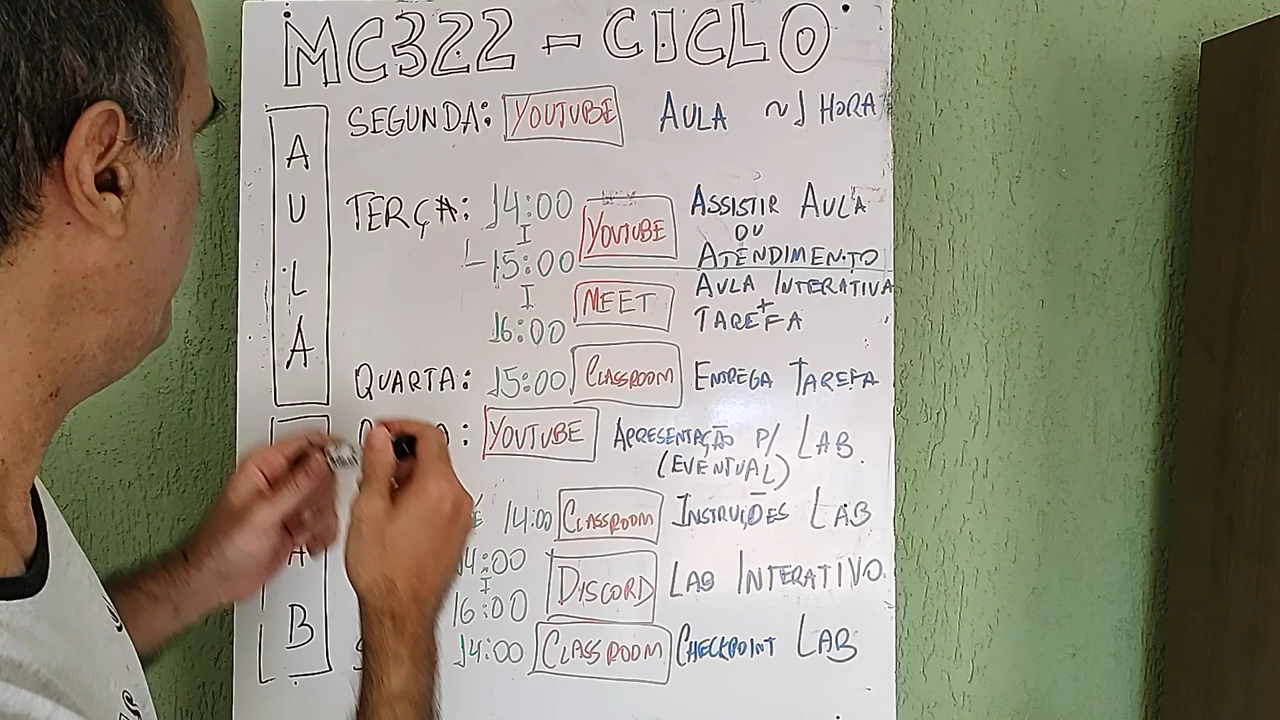 MC322 - CICLO
AULA
SEGUNDA: YOUTUBE AULA ~1 HORA
TERÇA: 14:00 YOUTUBE ASSISTIR AULA
I OU
15:00 ATENDIMENTO
I MEET AULA INTERATIVA
+
16:00 TAREFA
QUARTA: 15:00 CLASSROOM ENTREGA TAREFA
: YOUTUBE APRESENTAÇÃO P/ LAB.
(EVENTUAL)
14:00 CLASSROOM INSTRUÇÕES LAB
14:00 DISCORD LAB INTERATIVO.
I
16:00
AB
14:00 CLASSROOM CHECKPOINT LAB